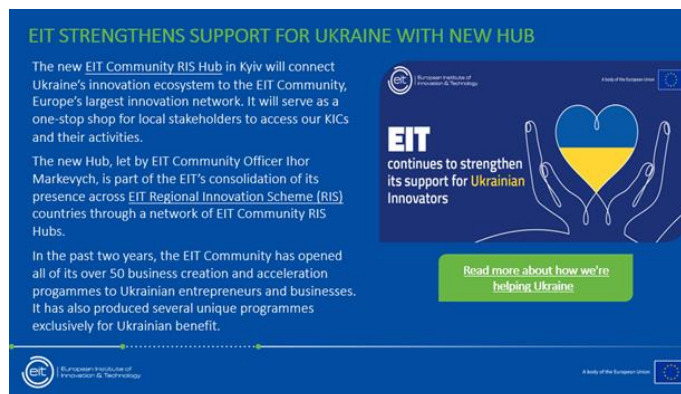 EIT STRENGTHENS SUPPORT FOR UKRAINE WITH NEW HUB
The new EIT Community RIS Hub in Kyiv will connect
Ukraine's innovation ecosystem to the EIT Community,
Europe's largest innovation network. It will serve as a
one-stop shop for local stakeholders to access our KICs
and their activities.
The new Hub, let by EIT Community Officer Ihor
Markevych, is part of the EIT's consolidation of its
presence across EIT Regional Innovation Scheme (RIS)
countries through a network of EIT Community RIS
Hubs.
In the past two years, the EIT Community has opened
all of its over 50 business creation and acceleration
progammes to Ukrainian entrepreneurs and businesses.
It has also produced several unique programmes
exclusively for Ukrainian benefit.
eit
European Institute of
Innovation & Technology
A body of the European Union
EIT
continues to strengthen
its support for Ukrainian
Innovators
Read more about how we're
helping Ukraine
eit
European Institute of
Innovation & Technology
A body of the European Union